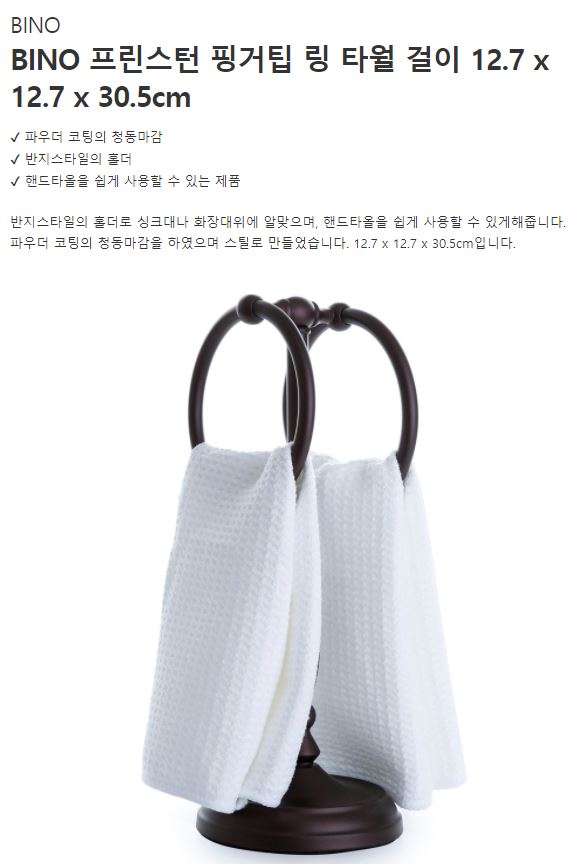 BINO
BINO 프린스턴 핑거팁 링 타월 걸이 12.7 x
12.7 x 30.5cm
✓ 파우더 코팅의 청동마감
✓ 반지스타일의 홀더
✓ 핸드타올을 쉽게 사용할 수 있는 제품
반지스타일의 홀더로 싱크대나 화장대위에 알맞으며, 핸드타올을 쉽게 사용할 수 있게해줍니다.
파우더 코팅의 청동마감을 하였으며 스틸로 만들었습니다. 12.7 x 12.7 x 30.5cm입니다.